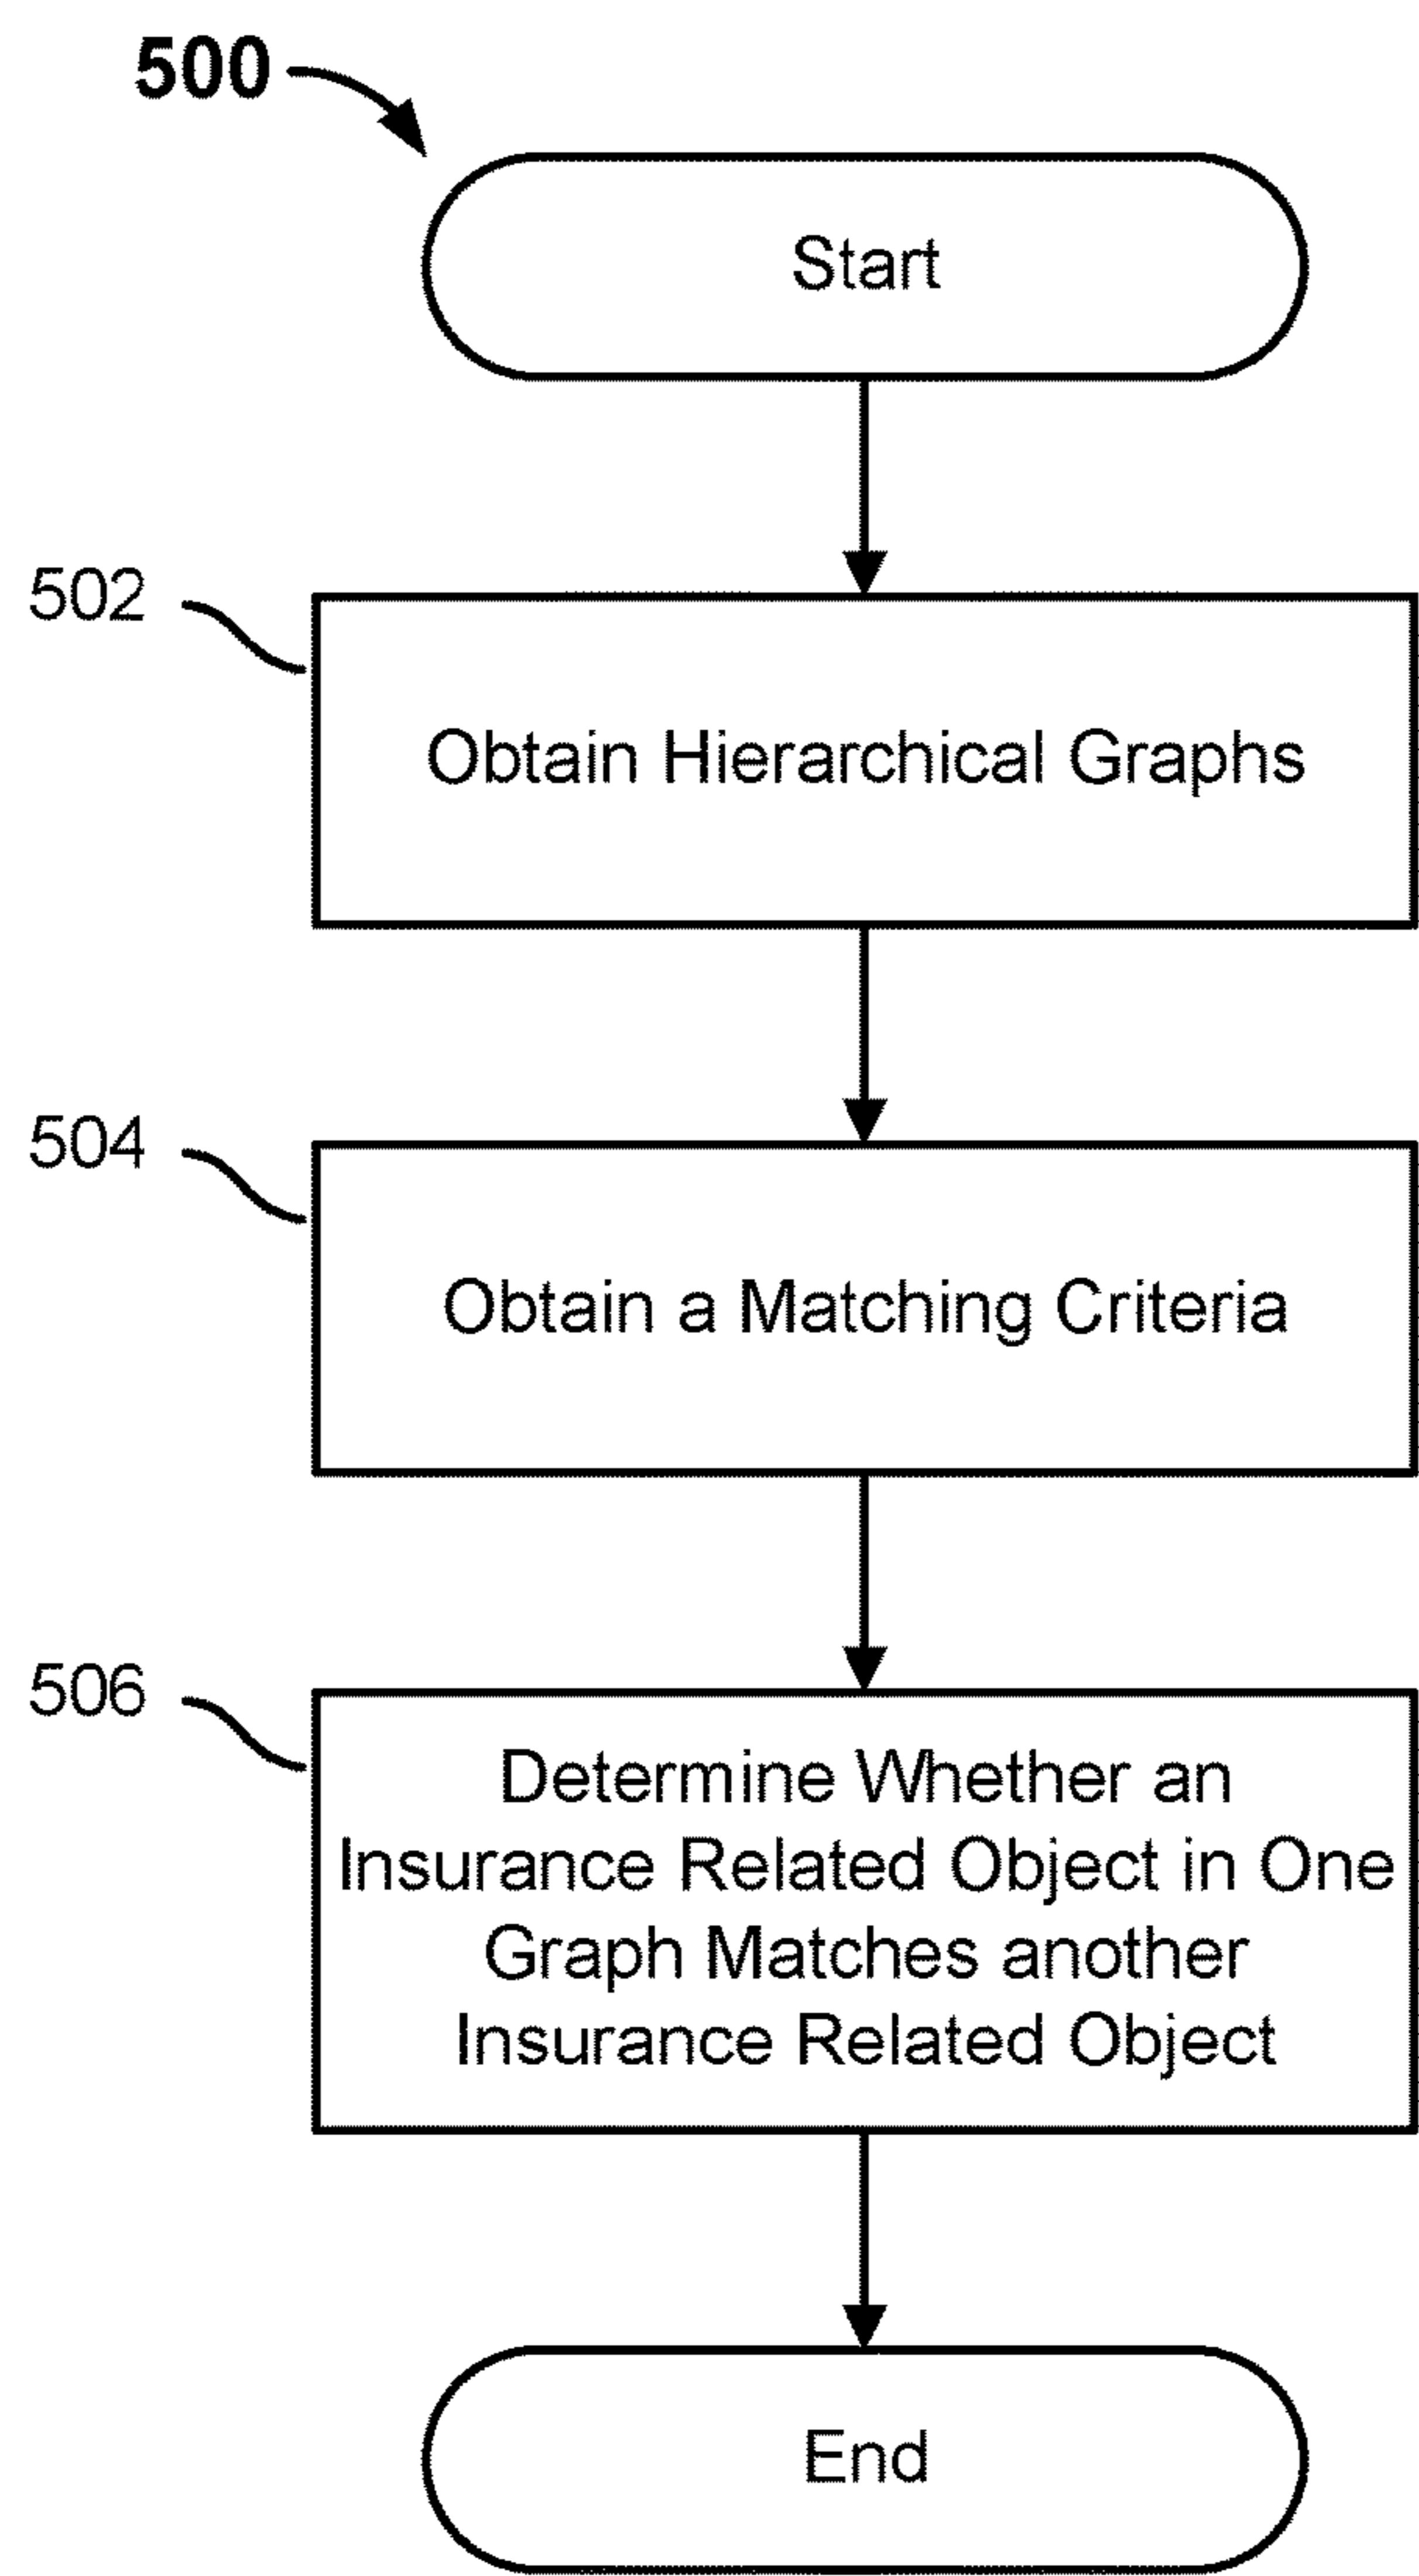 500
Start
502
Obtain Hierarchical Graphs
504
Obtain a Matching Criteria
506
Determine Whether an
Insurance Related Object in One
Graph Matches another
Insurance Related Object
End